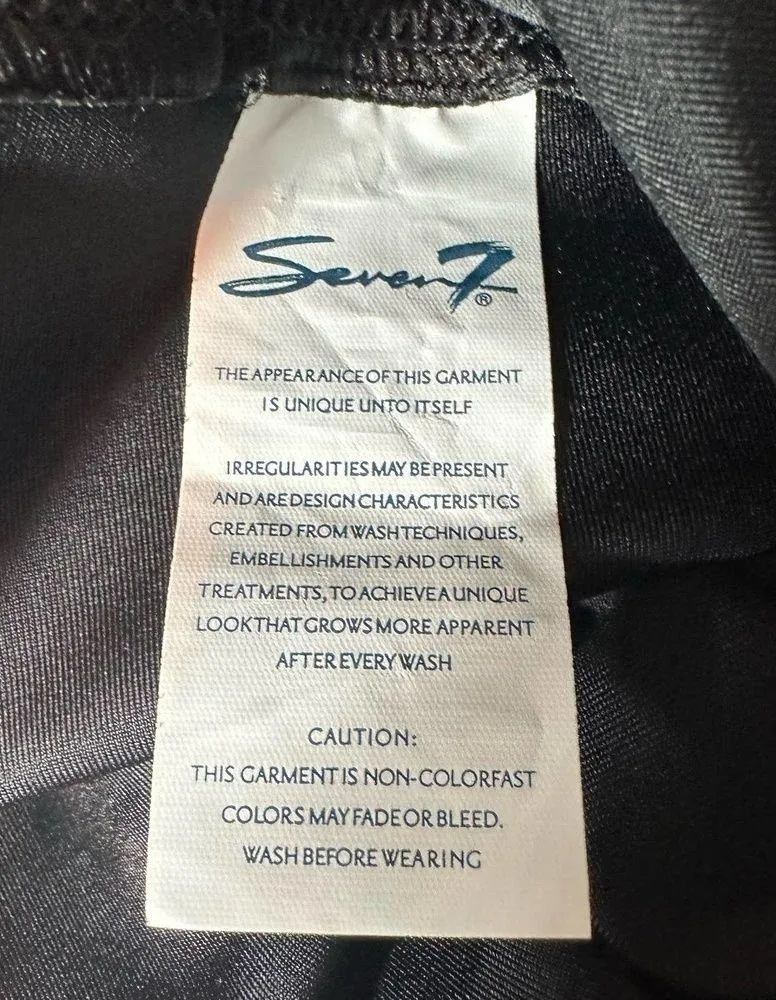 Seven7®
THE APPEARANCE OF THIS GARMENT
IS UNIQUE UNTO ITSELF
IRREGULARITIES MAY BE PRESENT
AND ARE DESIGN CHARACTERISTICS
CREATED FROM WASH TECHNIQUES,
EMBELLISHMENTS AND OTHER
TREATMENTS, TO ACHIEVE A UNIQUE
LOOK THAT GROWS MORE APPARENT
AFTER EVERY WASH
CAUTION:
THIS GARMENT IS NON-COLORFAST
COLORS MAY FADE OR BLEED.
WASH BEFORE WEARING